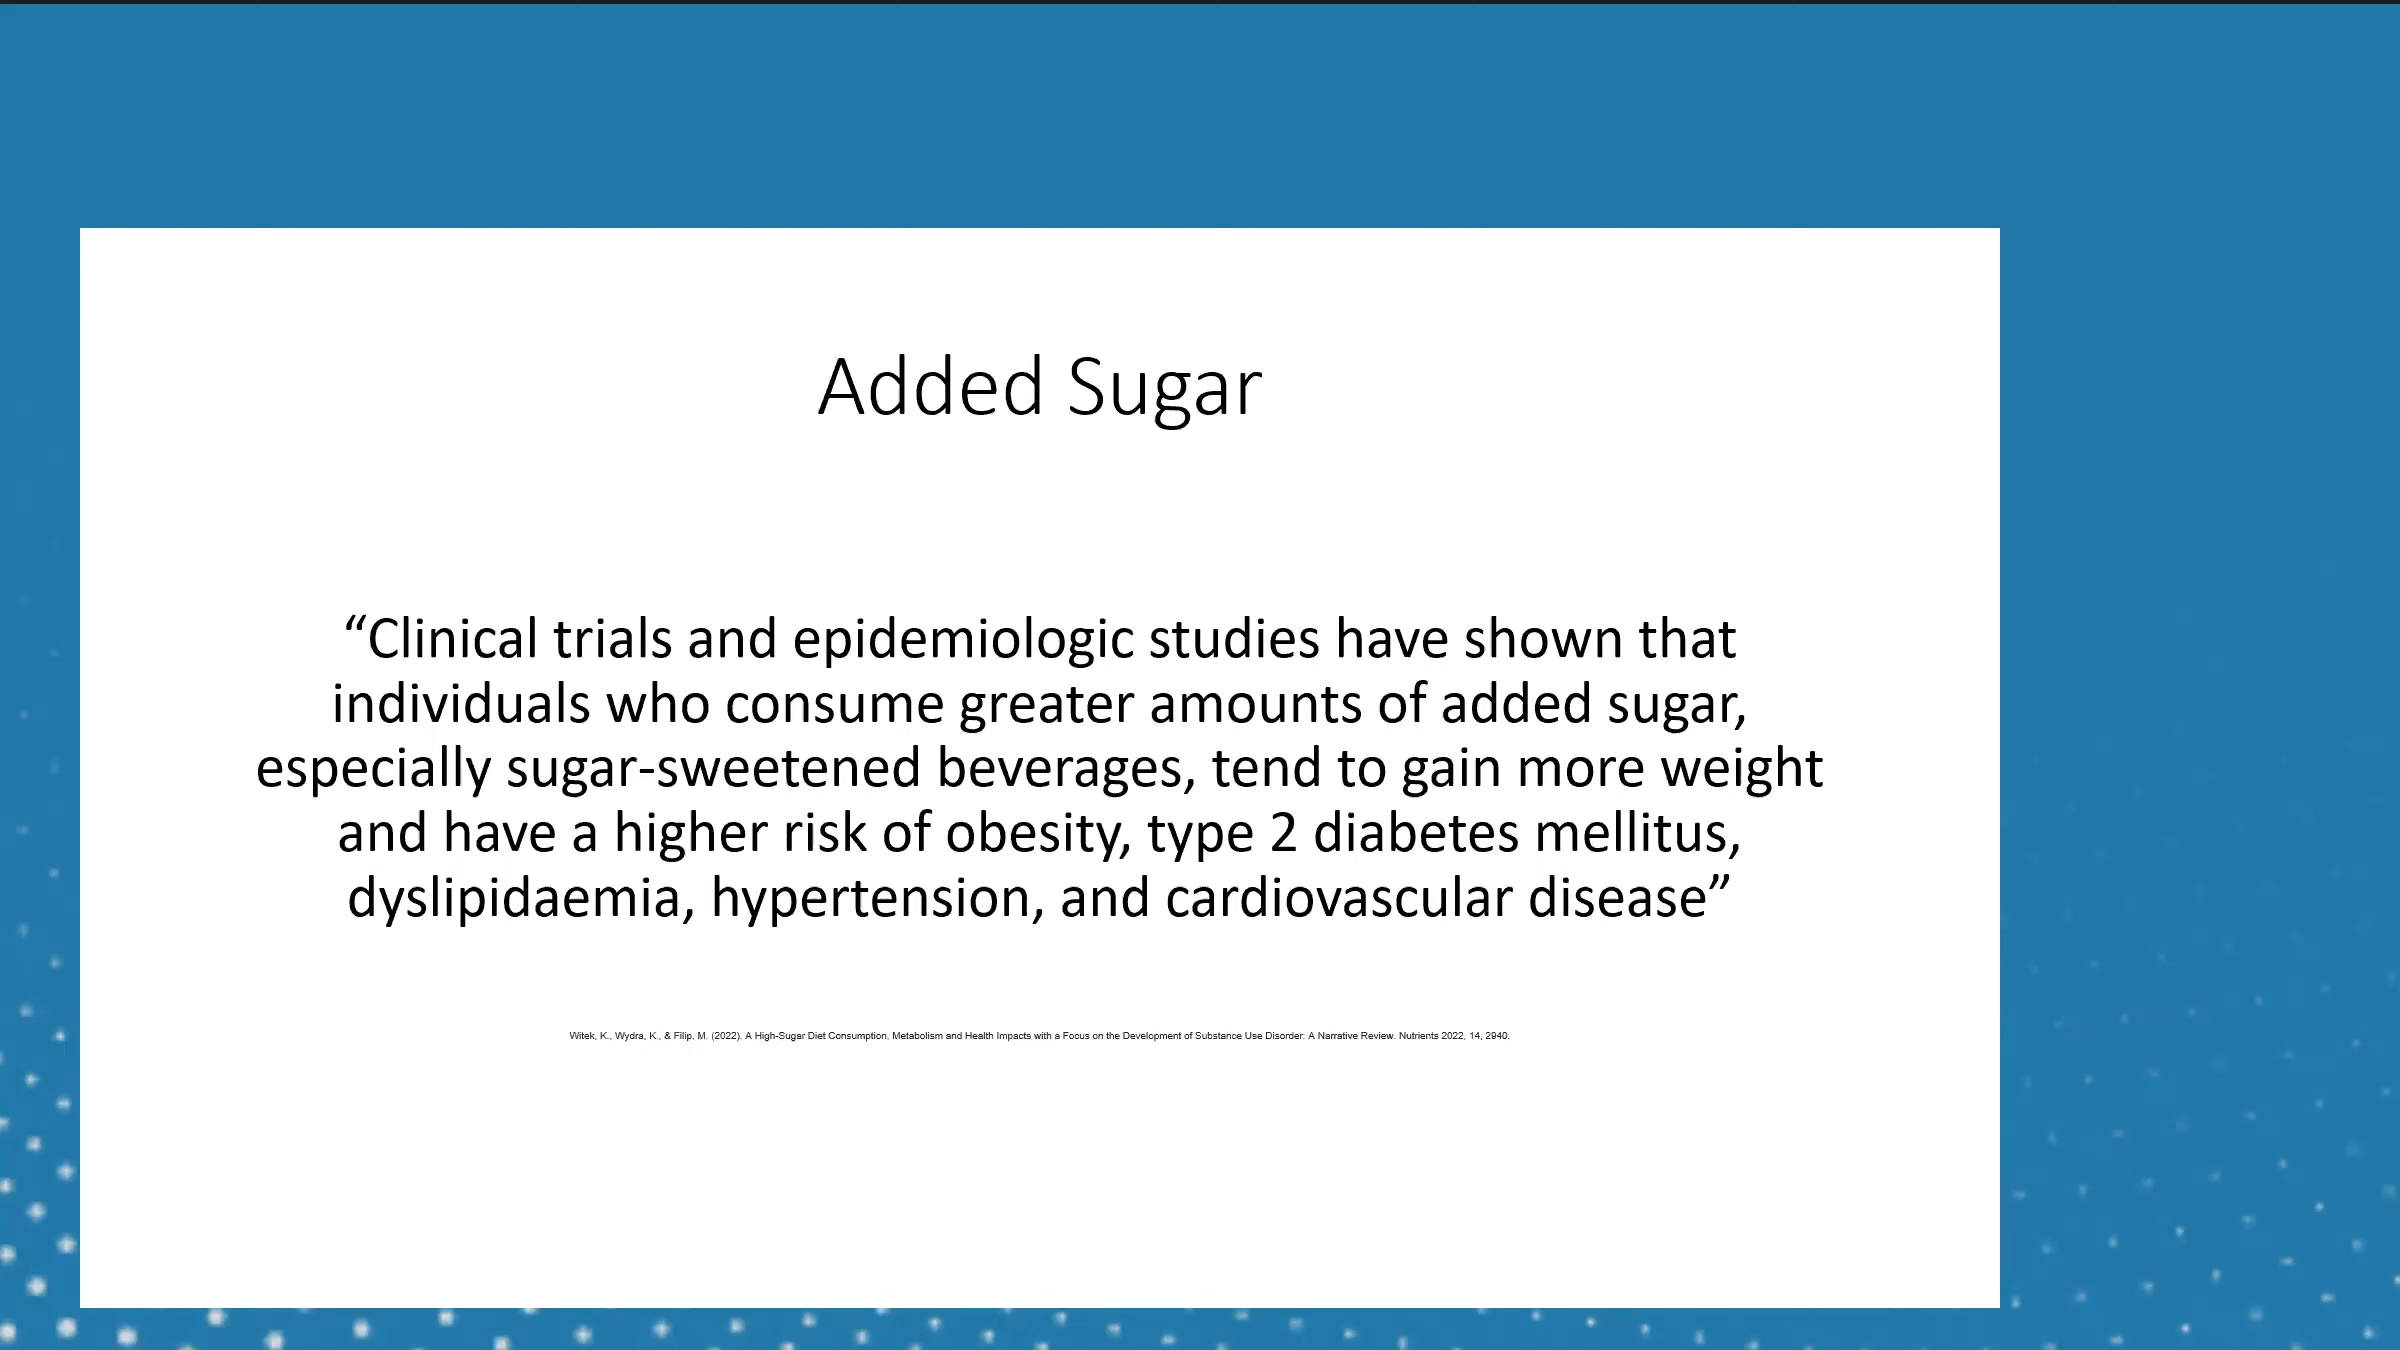 Added Sugar
“Clinical trials and epidemiologic studies have shown that
individuals who consume greater amounts of added sugar,
especially sugar-sweetened beverages, tend to gain more weight
and have a higher risk of obesity, type 2 diabetes mellitus,
dyslipidaemia, hypertension, and cardiovascular disease”
Witek, K., Wydra, K., & Filip, M. (2022). A High-Sugar Diet Consumption, Metabolism and Health Impacts with a Focus on the Development of Substance Use Disorder: A Narrative Review. Nutrients 2022, 14, 2940.